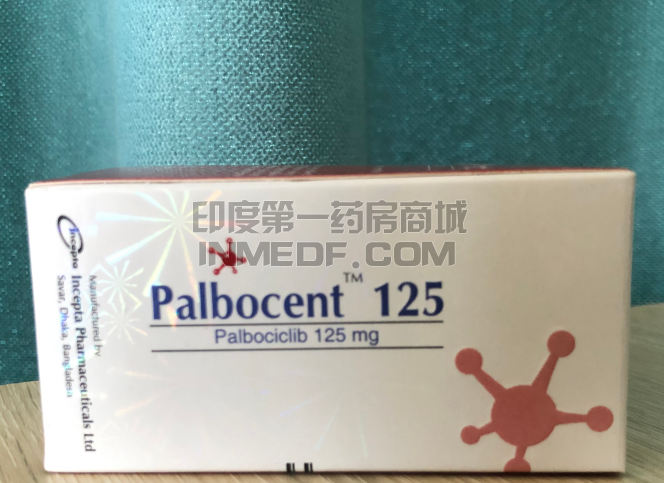 印度第一药房商城
INMEDF.COM
Palbocent™ 125
Palbociclib 125 mg
Incepta
Manufactured by
Incepta Pharmaceuticals Ltd
Savar, Dhaka, Bangladesh